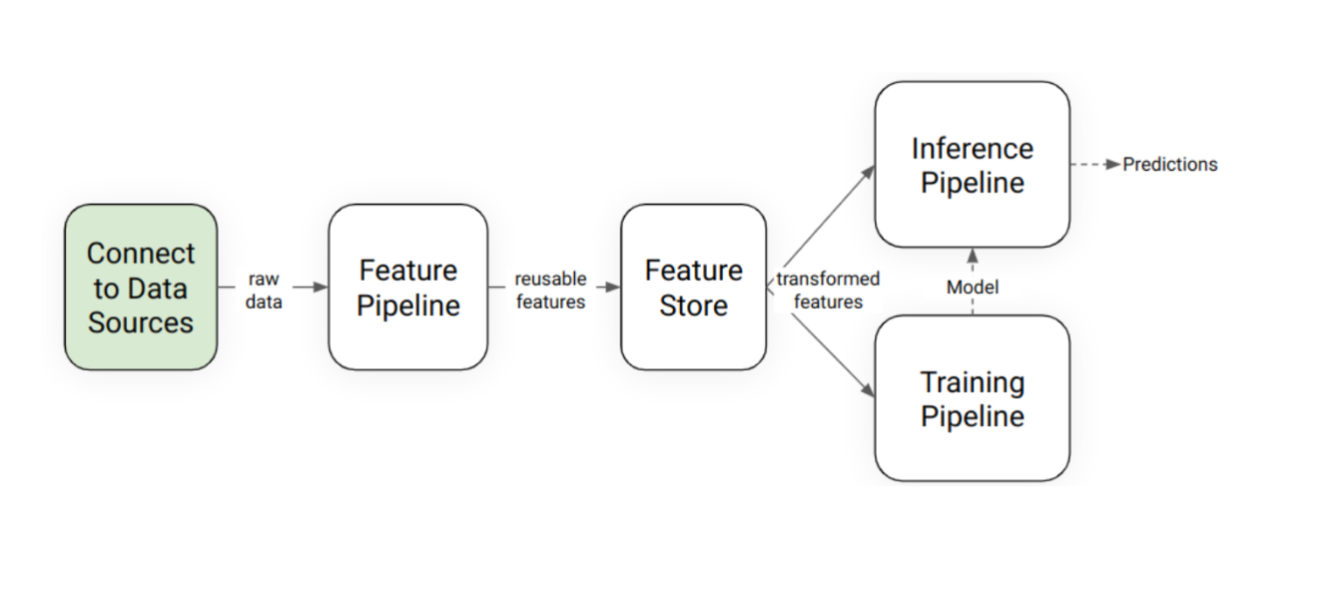 Connect
to Data
Sources
raw
data
Feature
Pipeline
reusable
features
Feature
Store
transformed
features
Inference
Pipeline
Predictions
Model
Training
Pipeline